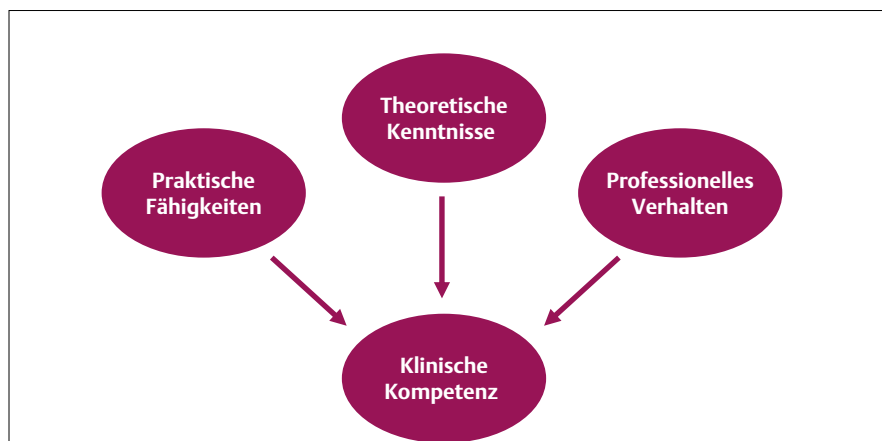 Theoretische
Kenntnisse
Praktische
Fähigkeiten
Professionelles
Verhalten
Klinische
Kompetenz